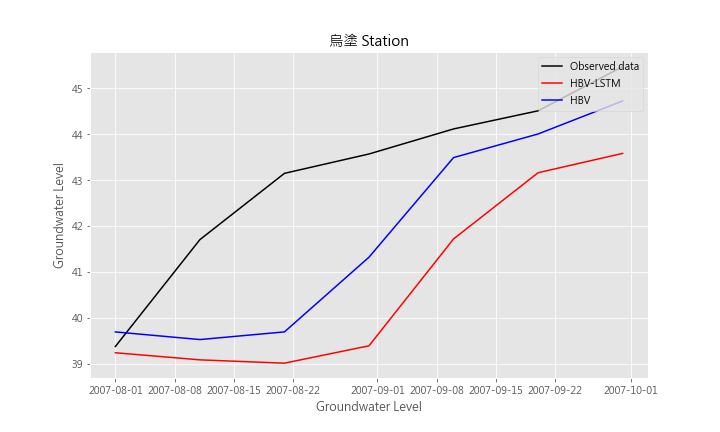 烏塗 Station
Observed data
HBV-LSTM
HBV
Groundwater Level
45
44
43
42
41
40
39
2007-08-01 2007-08-08 2007-08-15 2007-08-22 2007-09-01 2007-09-08 2007-09-15 2007-09-22 2007-10-01
Groundwater Level